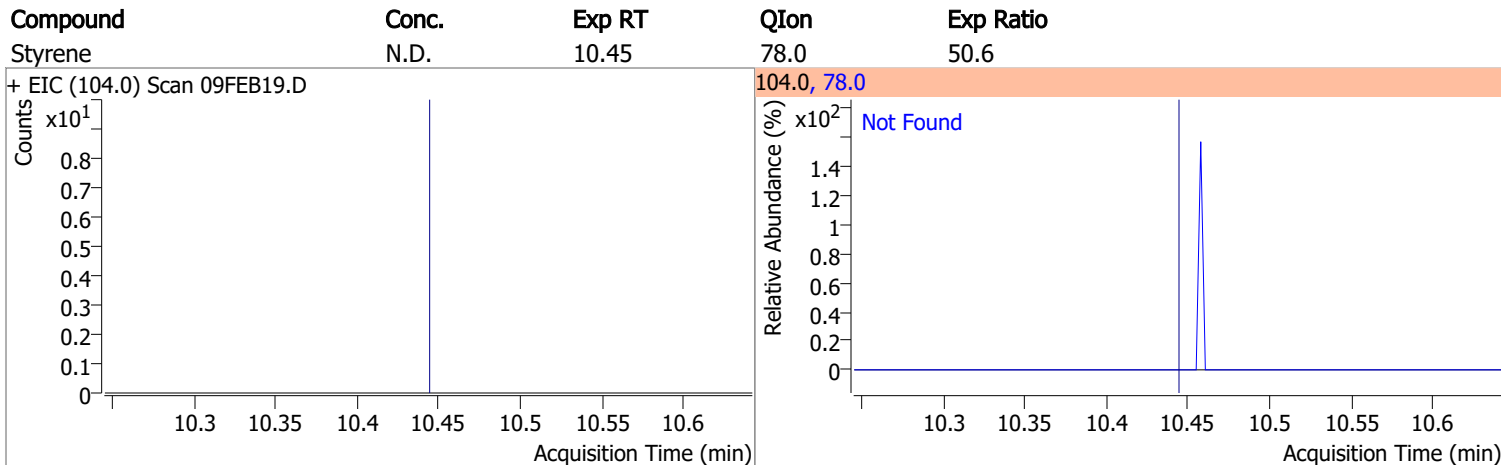 Compound Conc. Exp RT QIon Exp Ratio
Styrene N.D. 10.45 78.0 50.6
+ EIC (104.0) Scan 09FEB19.D
Counts
x10¹
0.8
0.7
0.6
0.5
0.4
0.3
0.2
0.1
0
10.3 10.35 10.4 10.45 10.5 10.55 10.6
Acquisition Time (min)
104.0, 78.0
Relative Abundance (%)
x10²
Not Found
1.4
1.2
1
0.8
0.6
0.4
0.2
0
10.3 10.35 10.4 10.45 10.5 10.55 10.6
Acquisition Time (min)